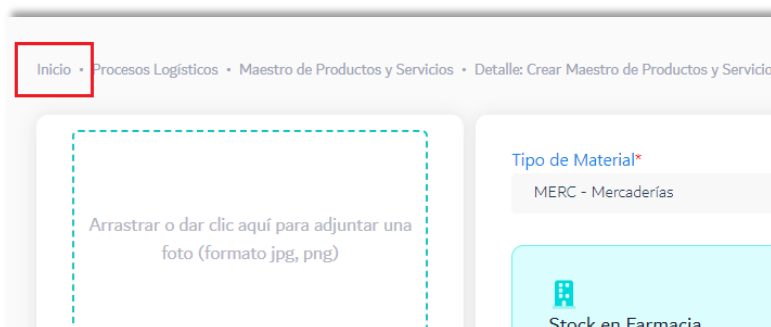 Inicio • Procesos Logísticos • Maestro de Productos y Servicios • Detalle: Crear Maestro de Productos y Servicio
Tipo de Material*
MERC - Mercaderías
Arrastrar o dar clic aquí para adjuntar una
foto (formato jpg, png)
Stock en Farmacia